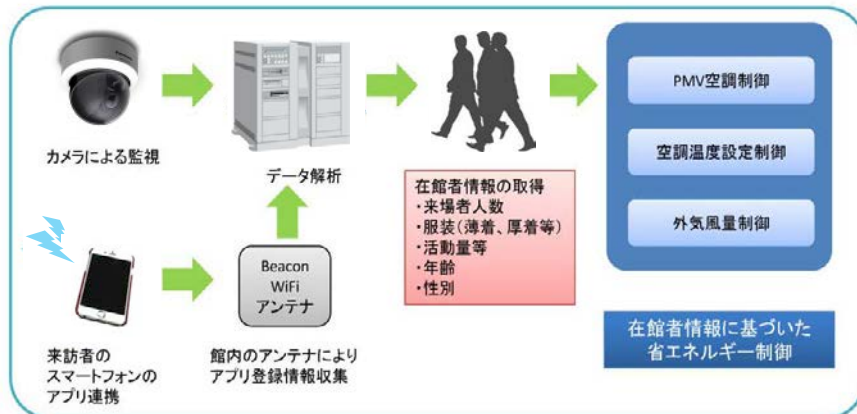 カメラによる監視
データ解析
在館者情報の取得
・来場者人数
・服装(薄着、厚着等)
・活動量等
・年齢
・性別
PMV空調制御
空調温度設定制御
外気風量制御
来訪者の
スマートフォンの
アプリ連携
Beacon
WiFi
アンテナ
館内のアンテナにより
アプリ登録情報収集
在館者情報に基づいた
省エネルギー制御